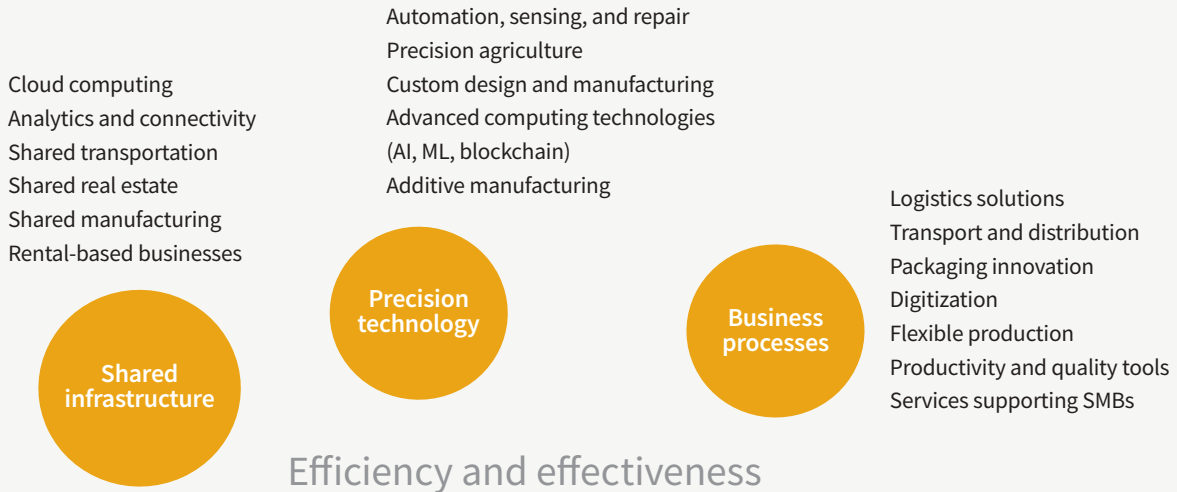 Automation, sensing, and repair
Precision agriculture
Custom design and manufacturing
Advanced computing technologies
(AI, ML, blockchain)
Additive manufacturing
Cloud computing
Analytics and connectivity
Shared transportation
Shared real estate
Shared manufacturing
Rental-based businesses
Logistics solutions
Transport and distribution
Packaging innovation
Digitization
Flexible production
Productivity and quality tools
Services supporting SMBs
Precision
technology
Business
processes
Shared
infrastructure
Efficiency and effectiveness